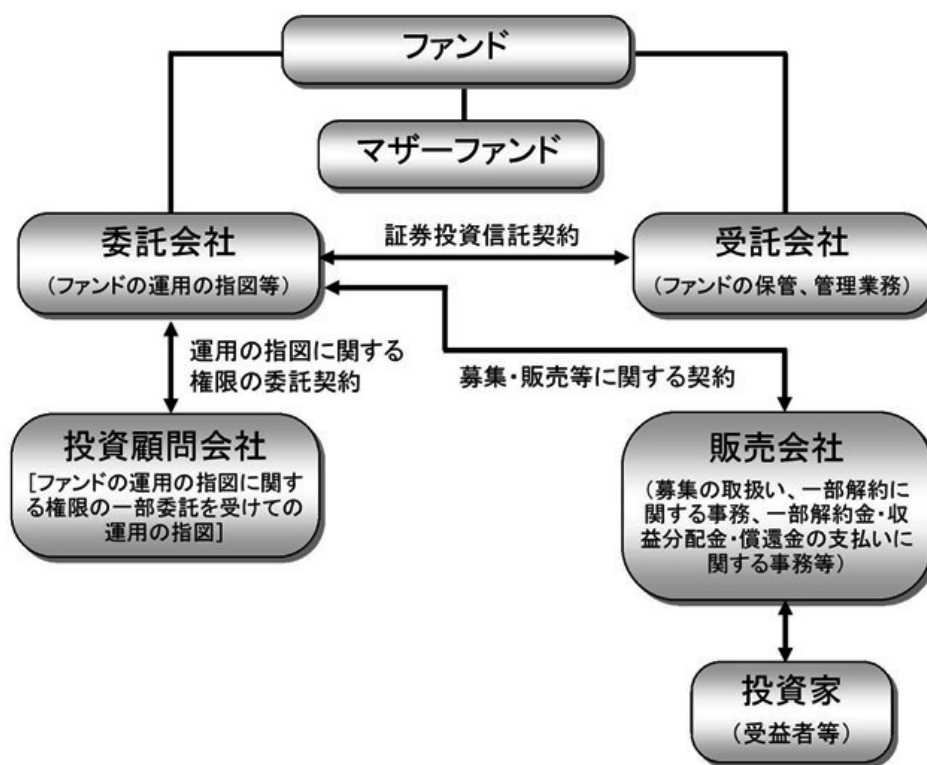 ファンド
マザーファンド
委託会社
（ファンドの運用の指図等）
証券投資信託契約
受託会社
（ファンドの保管、管理業務）
運用の指図に関する
権限の委託契約
募集・販売等に関する契約
投資顧問会社
［ファンドの運用の指図に関す
る権限の一部委託を受けての
運用の指図］
販売会社
（募集の取扱い、一部解約に
関する事務、一部解約金・収
益分配金・償還金の支払いに
関する事務等）
投資家
（受益者等）